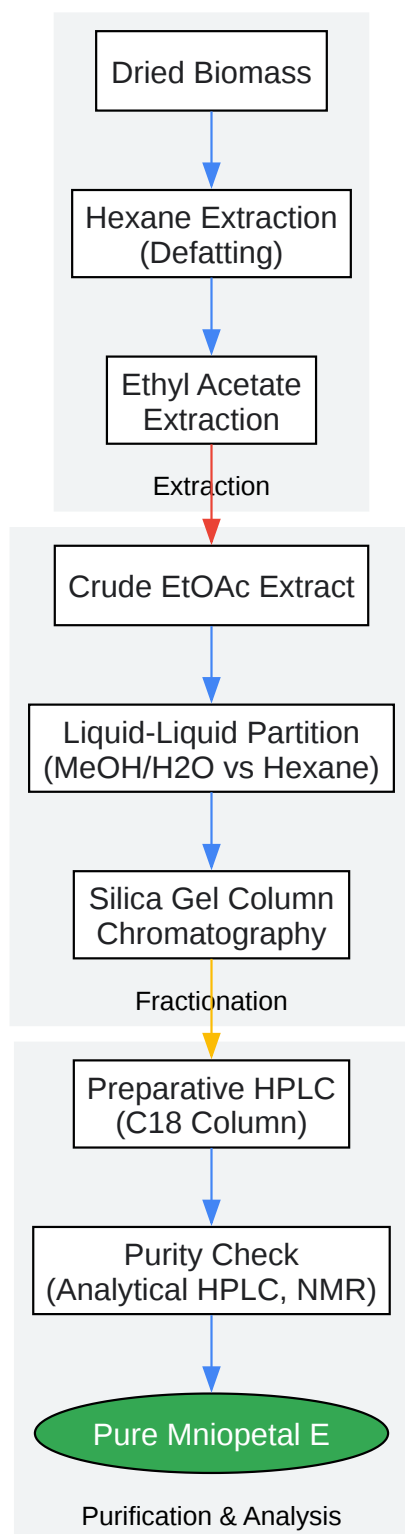 Dried Biomass
Hexane Extraction
(Defatting)
Ethyl Acetate
Extraction
Extraction
Crude EtOAc Extract
Liquid-Liquid Partition
(MeOH/H2O vs Hexane)
Silica Gel Column
Chromatography
Fractionation
Preparative HPLC
(C18 Column)
Purity Check
(Analytical HPLC, NMR)
Pure Mniopetal E
Purification & Analysis